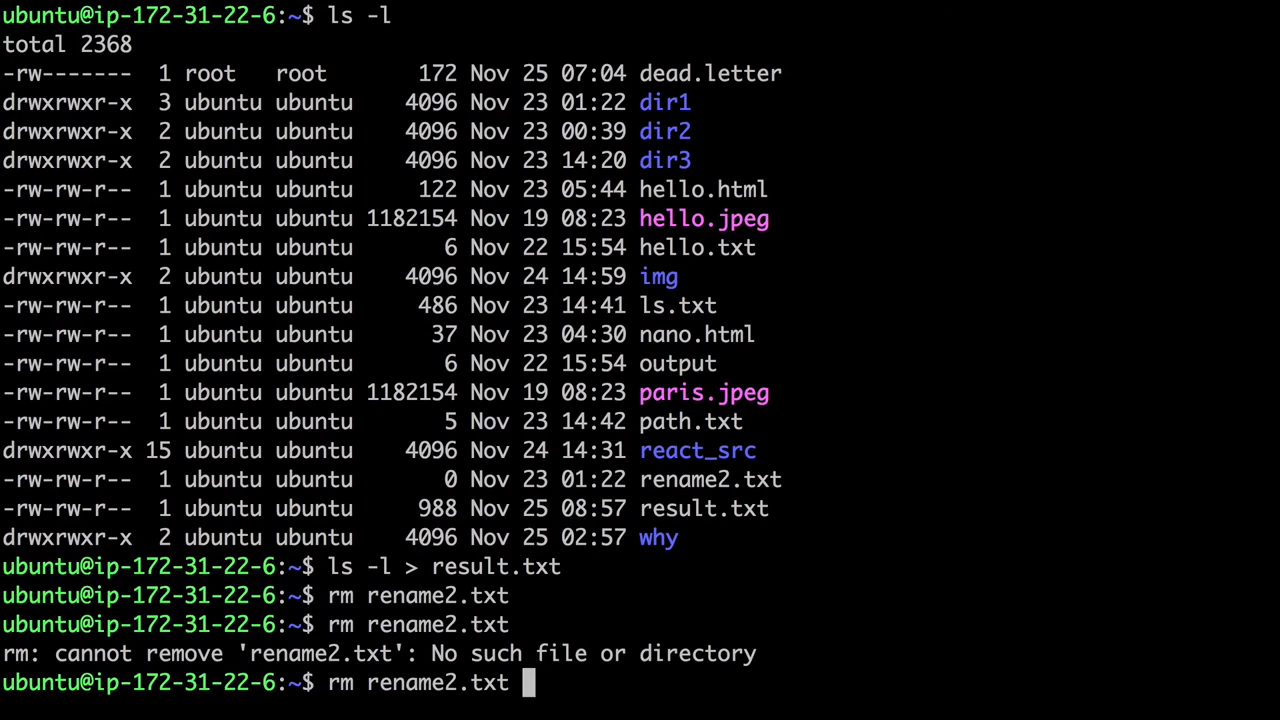 ubuntu@ip-172-31-22-6:~$ ls -l
total 2368
-rw------- 1 root root 172 Nov 25 07:04 dead.letter
drwxrwxr-x 3 ubuntu ubuntu 4096 Nov 23 01:22 dir1
drwxrwxr-x 2 ubuntu ubuntu 4096 Nov 23 00:39 dir2
drwxrwxr-x 2 ubuntu ubuntu 4096 Nov 23 14:20 dir3
-rw-rw-r-- 1 ubuntu ubuntu 122 Nov 23 05:44 hello.html
-rw-rw-r-- 1 ubuntu ubuntu 1182154 Nov 19 08:23 hello.jpeg
-rw-rw-r-- 1 ubuntu ubuntu 6 Nov 22 15:54 hello.txt
drwxrwxr-x 2 ubuntu ubuntu 4096 Nov 24 14:59 img
-rw-rw-r-- 1 ubuntu ubuntu 486 Nov 23 14:41 ls.txt
-rw-rw-r-- 1 ubuntu ubuntu 37 Nov 23 04:30 nano.html
-rw-rw-r-- 1 ubuntu ubuntu 6 Nov 22 15:54 output
-rw-rw-r-- 1 ubuntu ubuntu 1182154 Nov 19 08:23 paris.jpeg
-rw-rw-r-- 1 ubuntu ubuntu 5 Nov 23 14:42 path.txt
drwxrwxr-x 15 ubuntu ubuntu 4096 Nov 24 14:31 react_src
-rw-rw-r-- 1 ubuntu ubuntu 0 Nov 23 01:22 rename2.txt
-rw-rw-r-- 1 ubuntu ubuntu 988 Nov 25 08:57 result.txt
drwxrwxr-x 2 ubuntu ubuntu 4096 Nov 25 02:57 why
ubuntu@ip-172-31-22-6:~$ ls -l > result.txt
ubuntu@ip-172-31-22-6:~$ rm rename2.txt
ubuntu@ip-172-31-22-6:~$ rm rename2.txt
rm: cannot remove 'rename2.txt': No such file or directory
ubuntu@ip-172-31-22-6:~$ rm rename2.txt